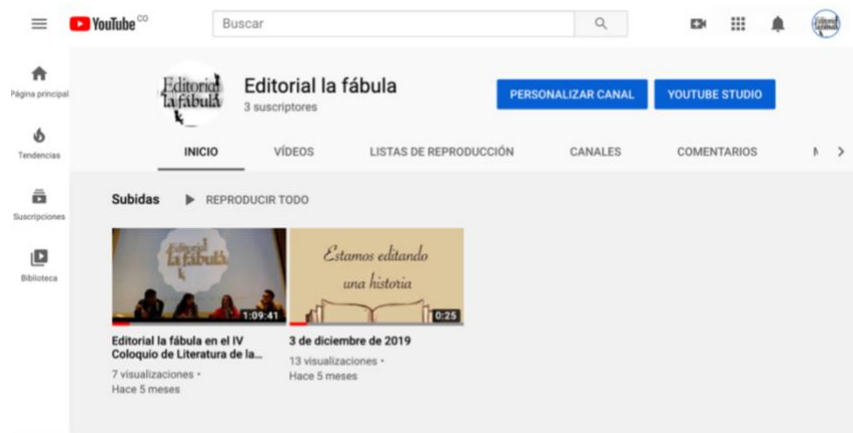 YouTube CO
Buscar
Página principal
Tendencias
Suscripciones
Biblioteca
Editorial
la fábula
Editorial la fábula
3 suscriptores
PERSONALIZAR CANAL
YOUTUBE STUDIO
INICIO
VÍDEOS
LISTAS DE REPRODUCCIÓN
CANALES
COMENTARIOS
Subidas
REPRODUCIR TODO
Editorial
la fábula
1:09:41
Editorial la fábula en el IV
Coloquio de Literatura de la...
7 visualizaciones •
Hace 5 meses
Estamos editando
una historia
0:25
3 de diciembre de 2019
13 visualizaciones •
Hace 5 meses